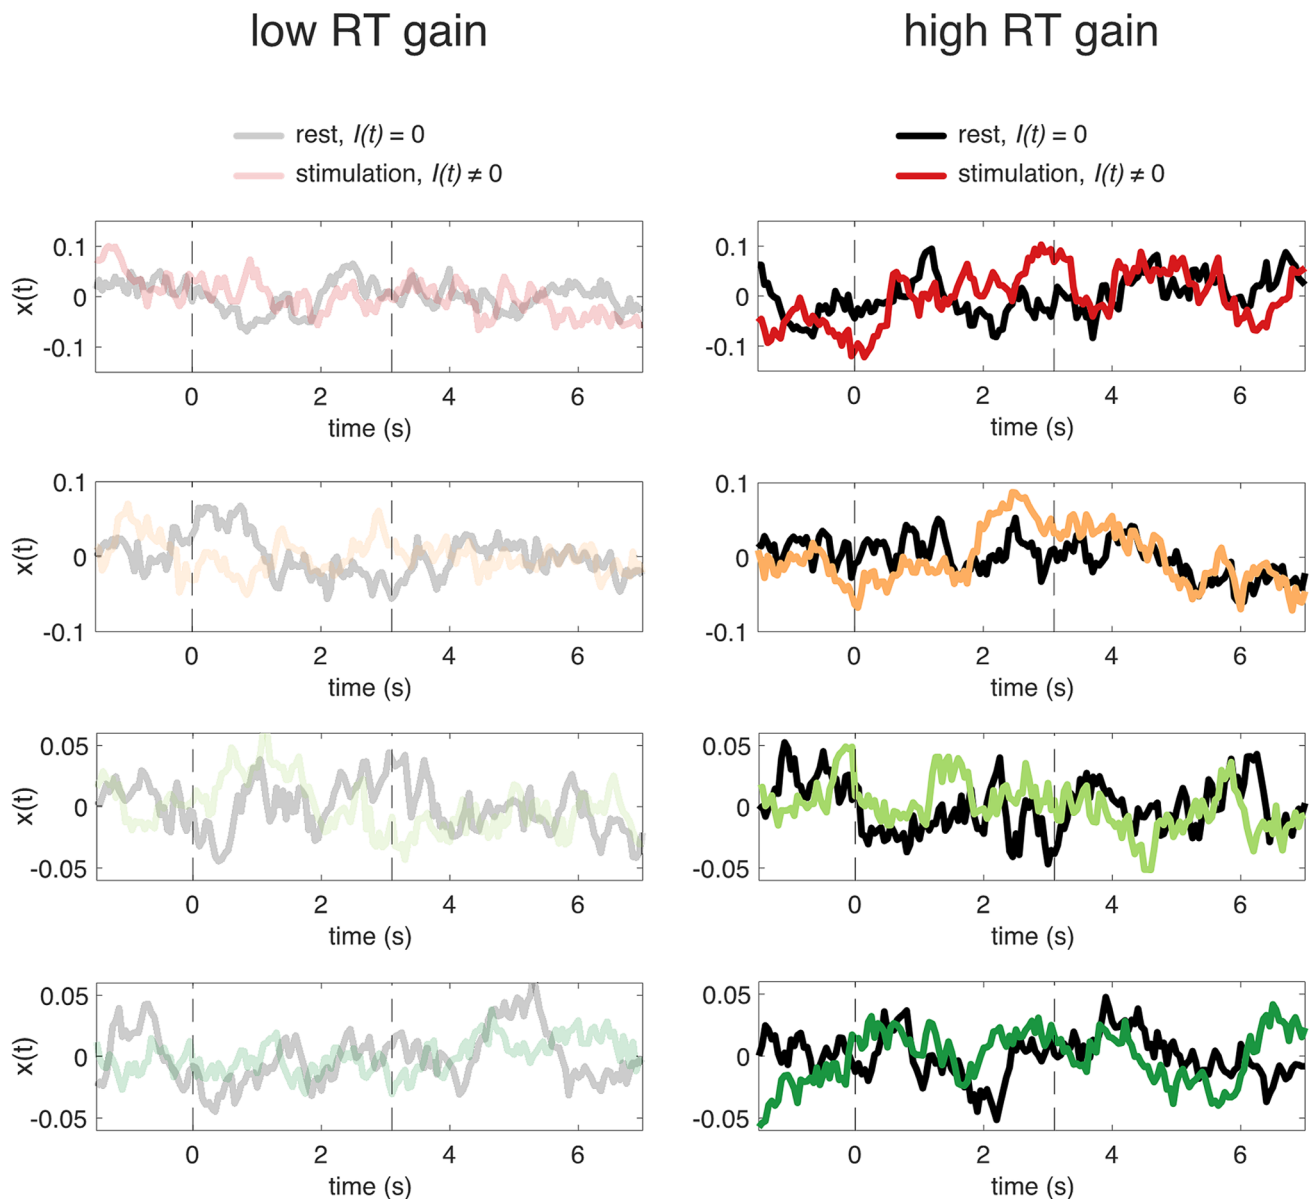 low RT gain
high RT gain
rest, I(t) = 0
stimulation, I(t) ≠ 0
rest, I(t) = 0
stimulation, I(t) ≠ 0
0.1
0
-0.1
x(t)
0 2 4 6
time (s)
0.1
0
-0.1
0 2 4 6
time (s)
0.1
0
-0.1
x(t)
0 2 4 6
time (s)
0.1
0
-0.1
0 2 4 6
time (s)
0.05
0
-0.05
x(t)
0 2 4 6
time (s)
0.05
0
-0.05
0 2 4 6
time (s)
0.05
0
-0.05
x(t)
0 2 4 6
time (s)
0.05
0
-0.05
0 2 4 6
time (s)